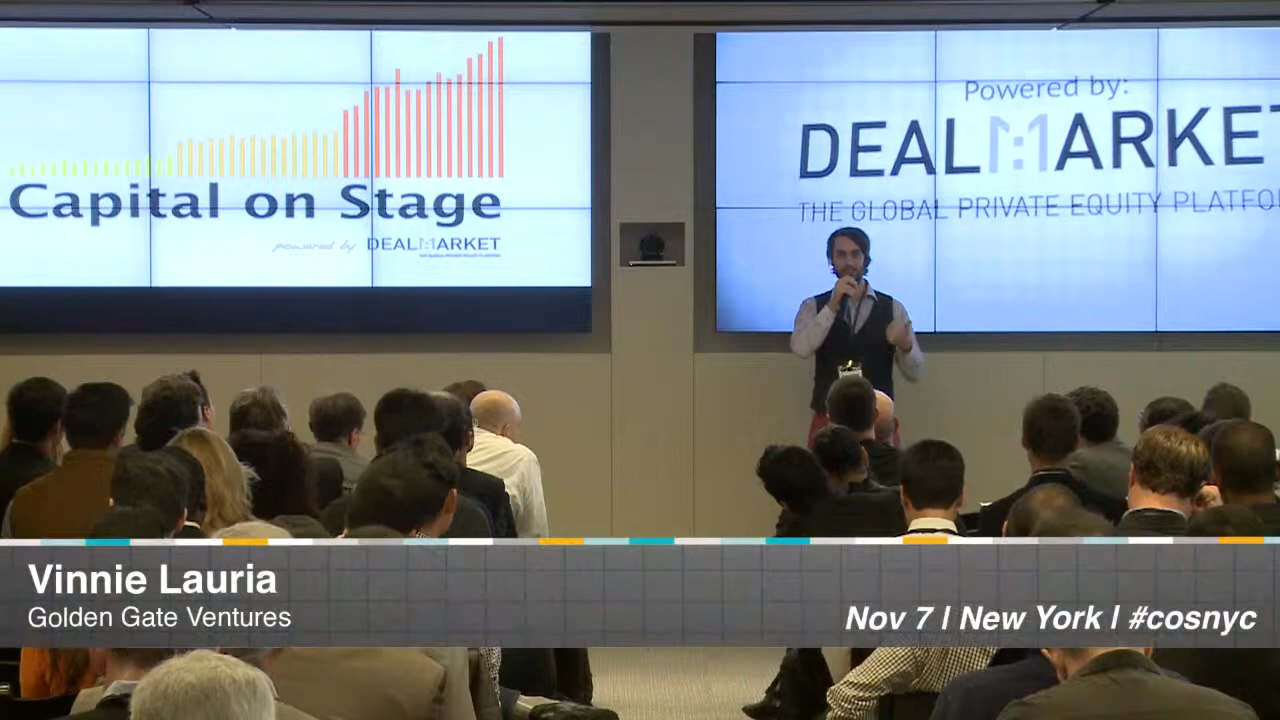 Capital on Stage
powered by DEALMARKET
Powered by:
DEALMARKET
THE GLOBAL PRIVATE EQUITY PLATFO
Vinnie Lauria
Golden Gate Ventures
Nov 7 | New York | #cosnyc